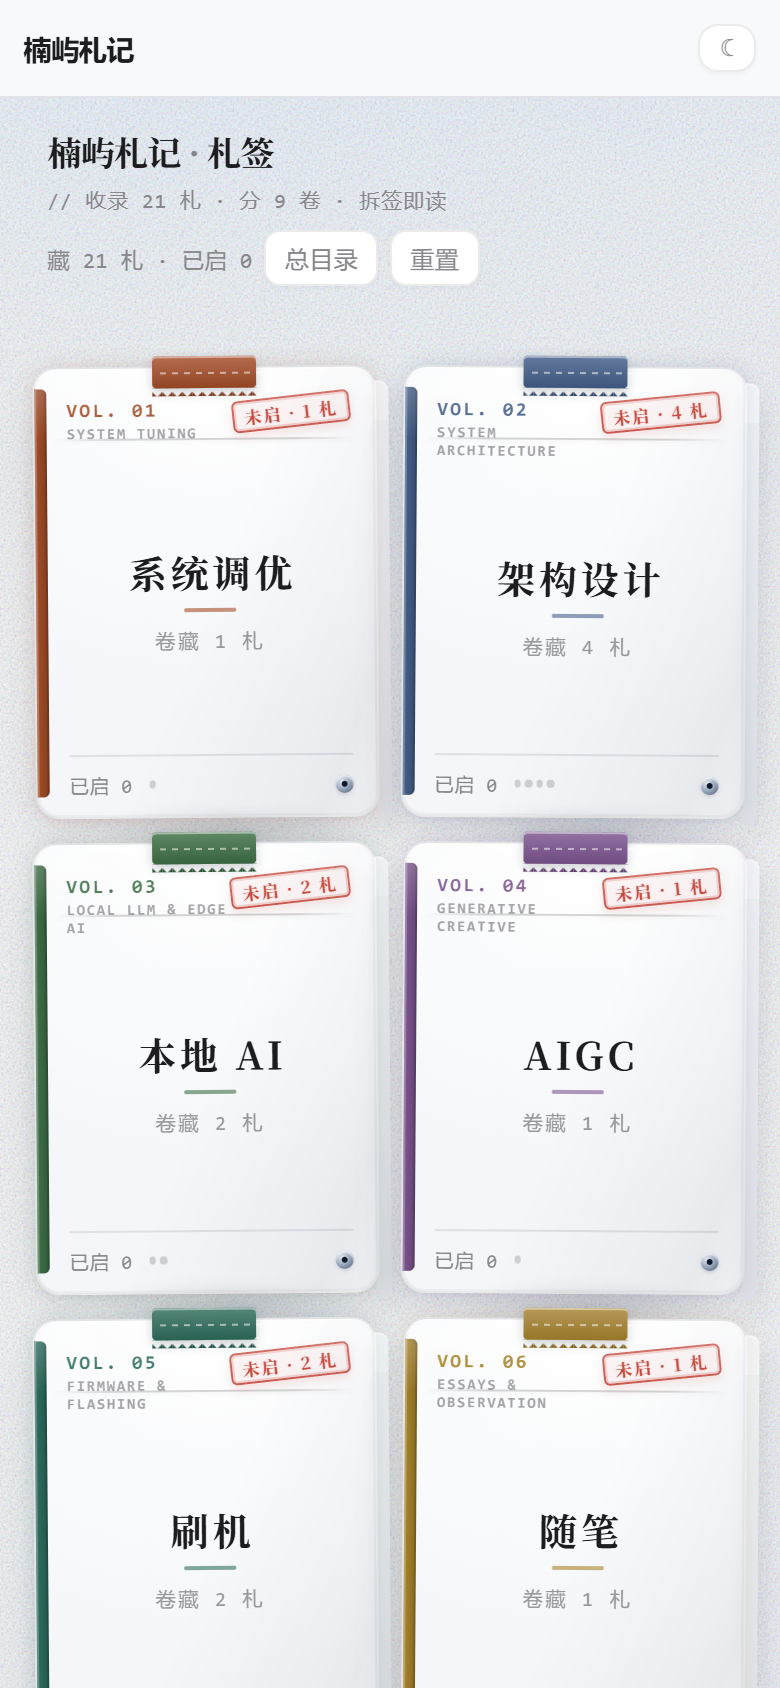 楠屿札记
☾
楠屿札记 · 札签
// 收录 21 札 · 分 9 卷 · 拆签即读
藏 21 札 · 已启 0 总目录 重置
VOL. 01
未启 · 1 札
SYSTEM TUNING
系统调优
卷藏 1 札
已启 0
VOL. 02
未启 · 4 札
SYSTEM
ARCHITECTURE
架构设计
卷藏 4 札
已启 0
VOL. 03
未启 · 2 札
LOCAL LLM & EDGE
AI
本地 AI
卷藏 2 札
已启 0
VOL. 04
未启 · 1 札
GENERATIVE
CREATIVE
AIGC
卷藏 1 札
已启 0
VOL. 05
未启 · 2 札
FIRMWARE &
FLASHING
刷机
卷藏 2 札
VOL. 06
未启 · 1 札
ESSAYS &
OBSERVATION
随笔
卷藏 1 札